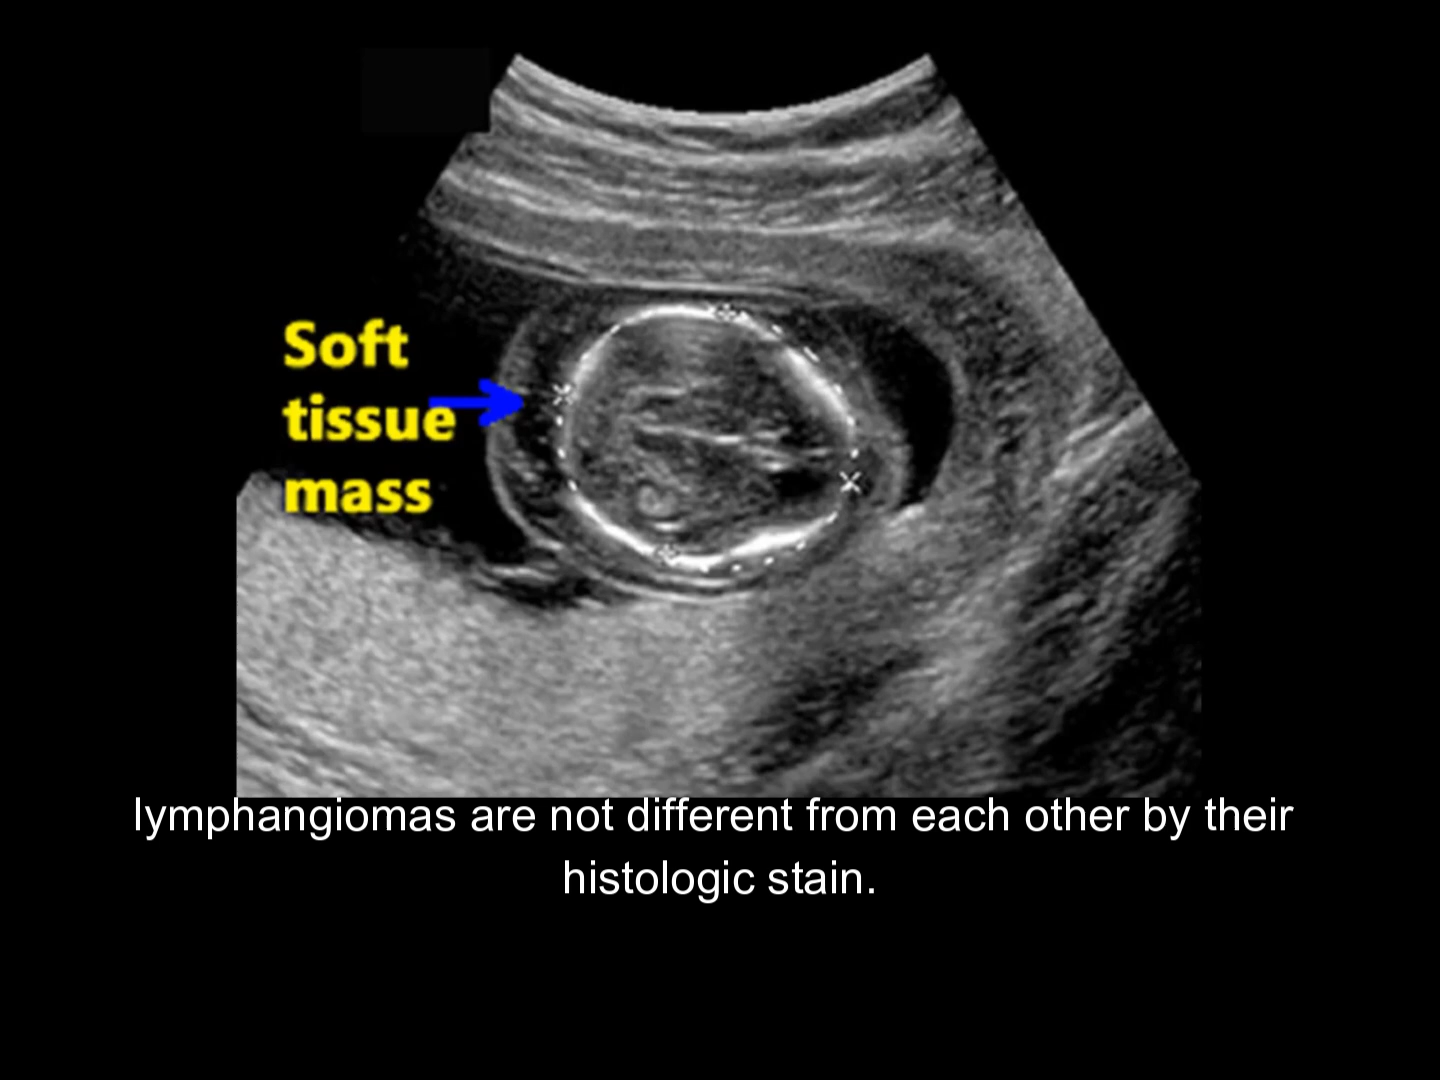 Soft
tissue
mass
lymphangiomas are not different from each other by their
histologic stain.